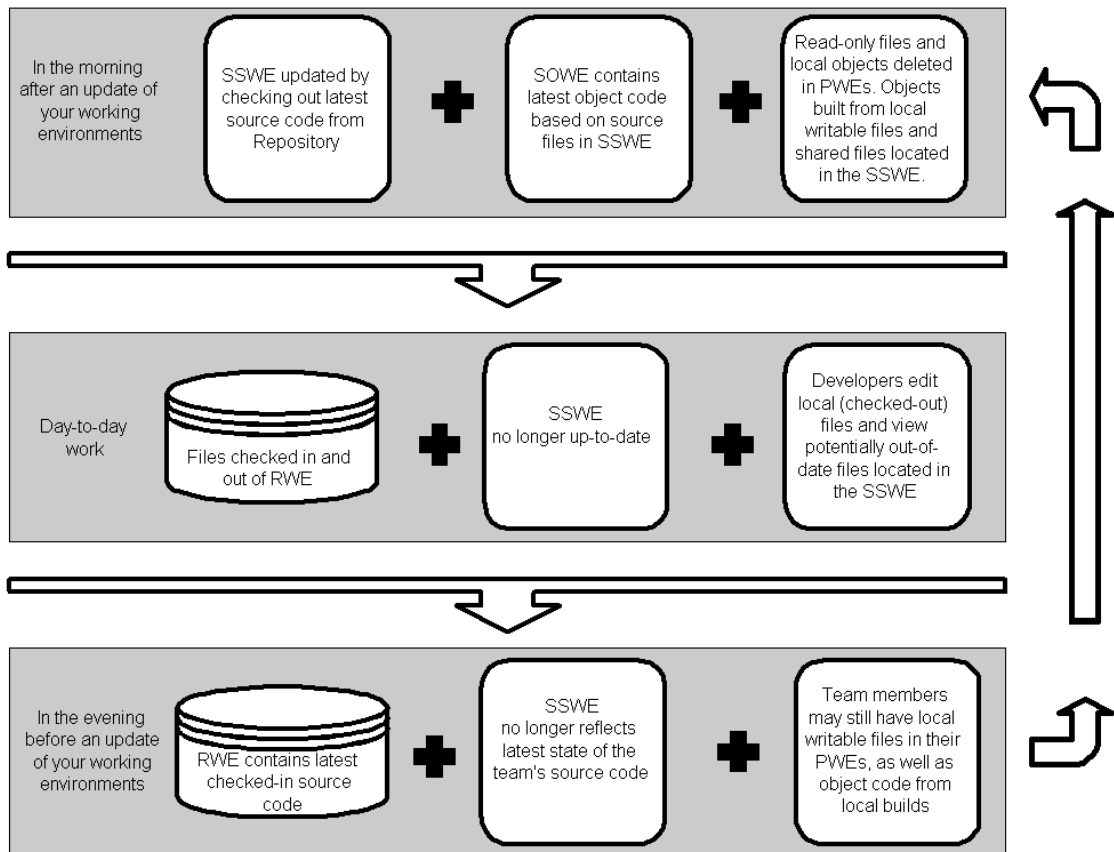 In the morning
after an update of
your working
environments
SSWE updated by
checking out latest
source code from
Repository
SOWE contains
latest object code
based on source
files in SSWE
Read-only files and
local objects deleted
in PWEs. Objects
built from local
writable files and
shared files located
in the SSWE.
Day-to-day
work
Files checked in and
out of RWE
SSWE
no longer up-to-date
Developers edit
local (checked-out)
files and view
potentially out-of-
date files located in
the SSWE
In the evening
before an update
of your working
environments
RWE contains latest
checked-in source
code
SSWE
no longer reflects
latest state of the
team's source code
Team members
may still have local
writable files in their
PWEs, as well as
object code from
local builds